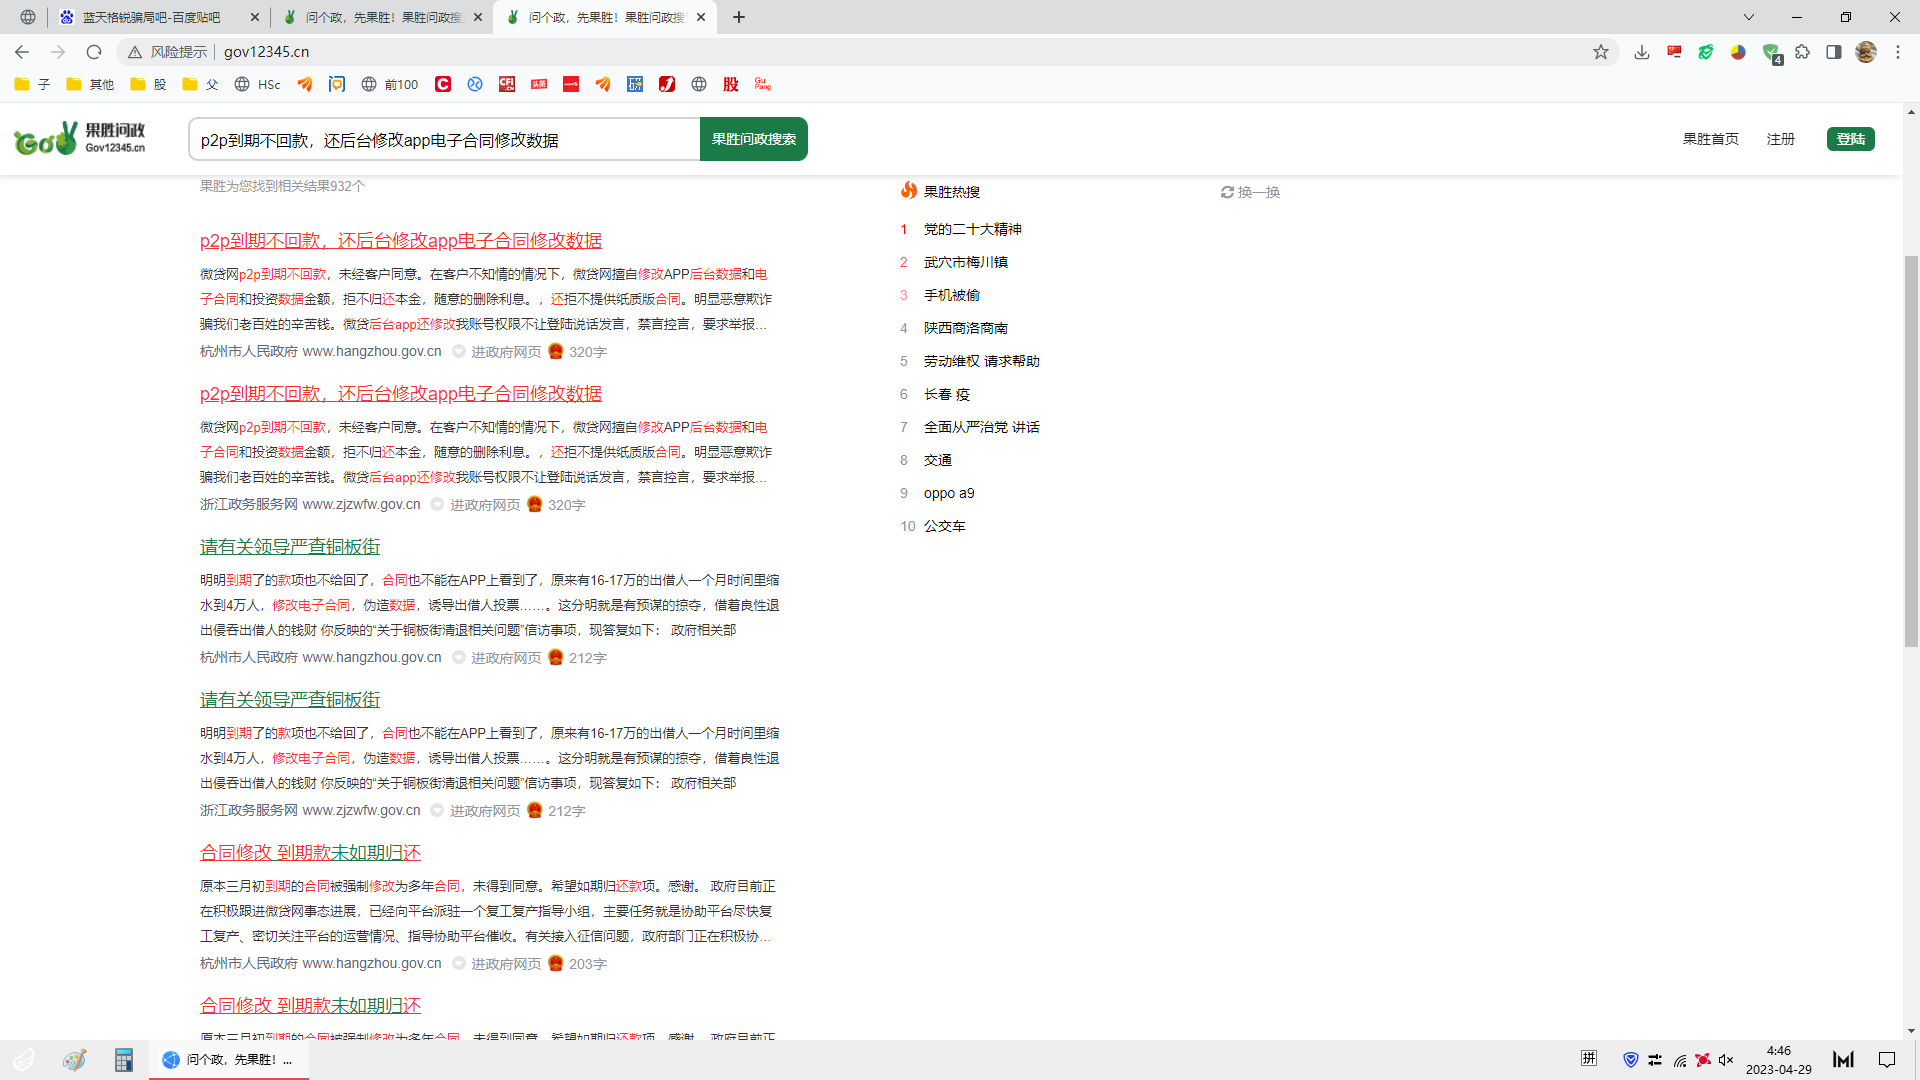 蓝天格锐骗局吧-百度贴吧
问个政，先果胜！果胜问政搜
问个政，先果胜！果胜问政搜
风险提示
gov12345.cn
4
子
其他
股
父
HSc
前100
股
Gu
Pang
Gov
果胜问政
Gov12345.cn
p2p到期不回款，还后台修改app电子合同修改数据
果胜问政搜索
果胜首页
注册
登陆
果胜为您找到相关结果932个
p2p到期不回款，还后台修改app电子合同修改数据
微贷网p2p到期不回款，未经客户同意。在客户不知情的情况下，微贷网擅自修改APP后台数据和电
子合同和投资数据金额，拒不归还本金，随意的删除利息。，还拒不提供纸质版合同。明显恶意欺诈
骗我们老百姓的辛苦钱。微贷后台app还修改我账号权限不让登陆说话发言，禁言控言，要求举报...
杭州市人民政府 www.hangzhou.gov.cn 进政府网页 320字
p2p到期不回款，还后台修改app电子合同修改数据
微贷网p2p到期不回款，未经客户同意。在客户不知情的情况下，微贷网擅自修改APP后台数据和电
子合同和投资数据金额，拒不归还本金，随意的删除利息。，还拒不提供纸质版合同。明显恶意欺诈
骗我们老百姓的辛苦钱。微贷后台app还修改我账号权限不让登陆说话发言，禁言控言，要求举报...
浙江政务服务网 www.zjzwfw.gov.cn 进政府网页 320字
请有关领导严查铜板街
明明到期了的款项也不给回了，合同也不能在APP上看到了，原来有16-17万的出借人一个月时间里缩
水到4万人，修改电子合同，伪造数据，诱导出借人投票……。这分明就是有预谋的掠夺，借着良性退
出侵吞出借人的钱财 你反映的“关于铜板街清退相关问题”信访事项，现答复如下： 政府相关部
杭州市人民政府 www.hangzhou.gov.cn 进政府网页 212字
请有关领导严查铜板街
明明到期了的款项也不给回了，合同也不能在APP上看到了，原来有16-17万的出借人一个月时间里缩
水到4万人，修改电子合同，伪造数据，诱导出借人投票……。这分明就是有预谋的掠夺，借着良性退
出侵吞出借人的钱财 你反映的“关于铜板街清退相关问题”信访事项，现答复如下： 政府相关部
浙江政务服务网 www.zjzwfw.gov.cn 进政府网页 212字
合同修改 到期款未如期归还
原本三月初到期的合同被强制修改为多年合同，未得到同意。希望如期归还款项。感谢。 政府目前正
在积极跟进微贷网事态进展，已经向平台派驻一个复工复产指导小组，主要任务就是协助平台尽快复
工复产、密切关注平台的运营情况、指导协助平台催收。有关接入征信问题，政府部门正在积极协...
杭州市人民政府 www.hangzhou.gov.cn 进政府网页 203字
合同修改 到期款未如期归还
原本三月初到期的合同被强制修改为多年合同，未得到同意。希望如期归还款项。感谢。 政府目前正
果胜热搜
换一换
1 党的二十大精神
2 武穴市梅川镇
3 手机被偷
4 陕西商洛商南
5 劳动维权 请求帮助
6 长春 疫
7 全面从严治党 讲话
8 交通
9 oppo a9
10 公交车
问个政，先果胜！...
拼
4:46
2023-04-29